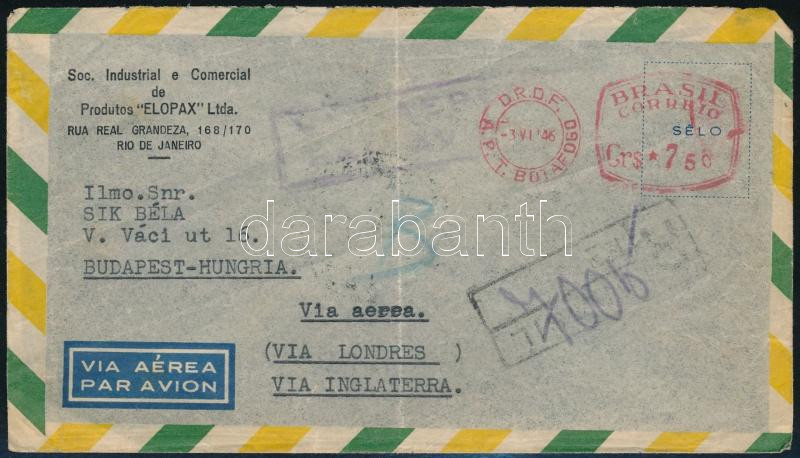 Soc. Industrial e Comercial
de
Produtos "ELOPAX" Ltda.
RUA REAL GRANDEZA, 168/170
RIO DE JANEIRO
D.R.D.F.
-3 VI '46
A.P.T. BOTAFOGO
BRASIL
CORREIO
SÊLO
Crs * 7 50
Ilmo.Snr.
SIK BÉLA
V. Váci ut 16.
BUDAPEST-HUNGRIA.
darabanth
Via aerea.
(VIA LONDRES )
VIA INGLATERRA.
VIA AÉREA
PAR AVION